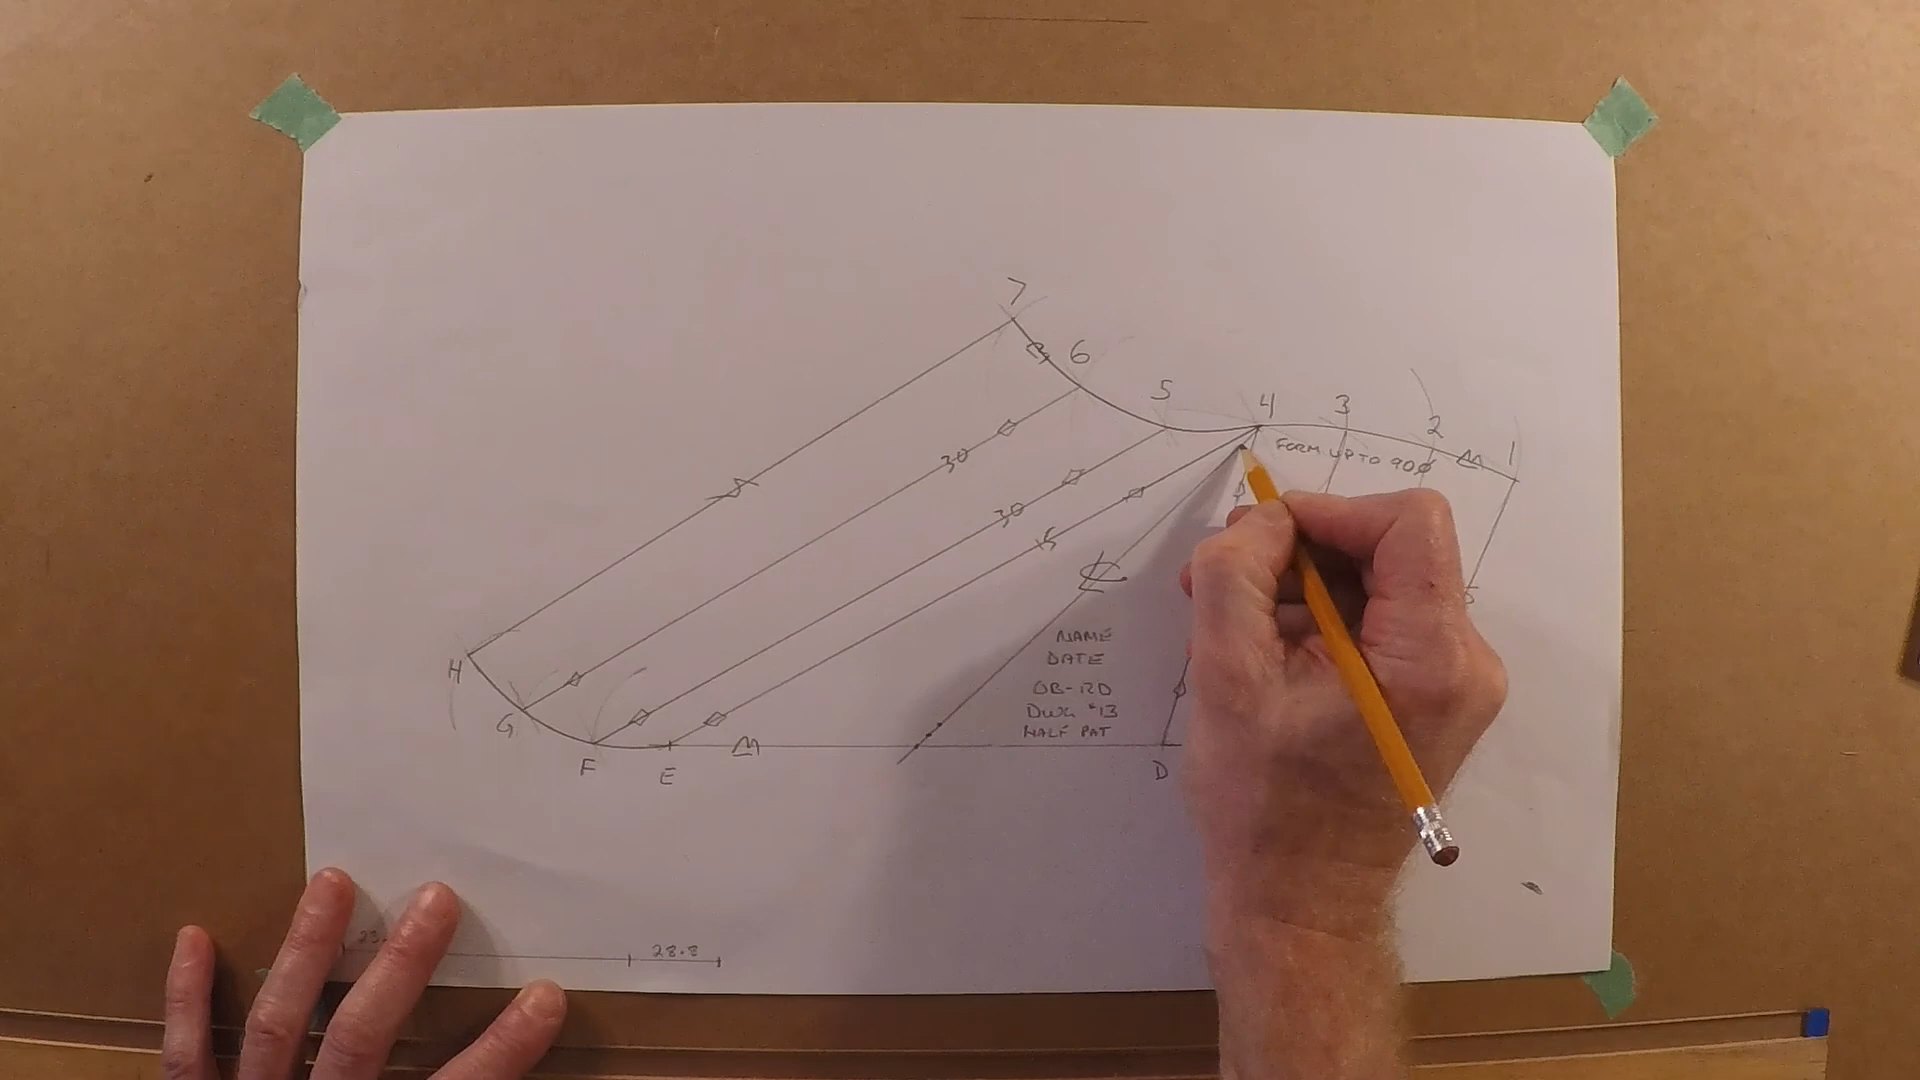 7
6
5
4
3
2
1
FORM UP TO 90°
30
30
NAME
DATE
OB-RD
DWG #13
HALF PAT
H
G
F
E
D
28.8